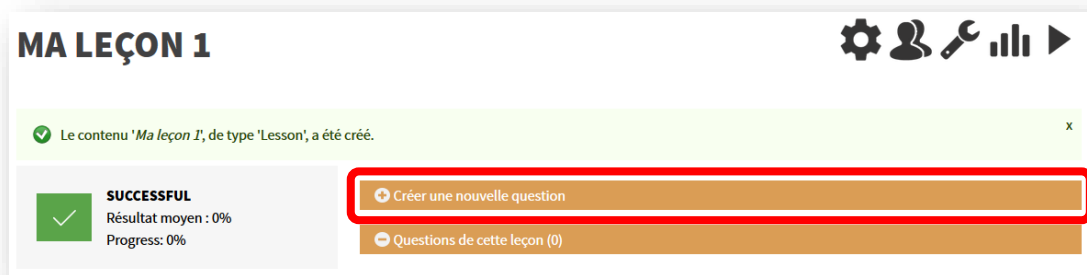 MA LEÇON 1
Le contenu 'Ma leçon 1', de type 'Lesson', a été créé.
x
SUCCESSFUL
Résultat moyen : 0%
Progress: 0%
Créer une nouvelle question
Questions de cette leçon (0)